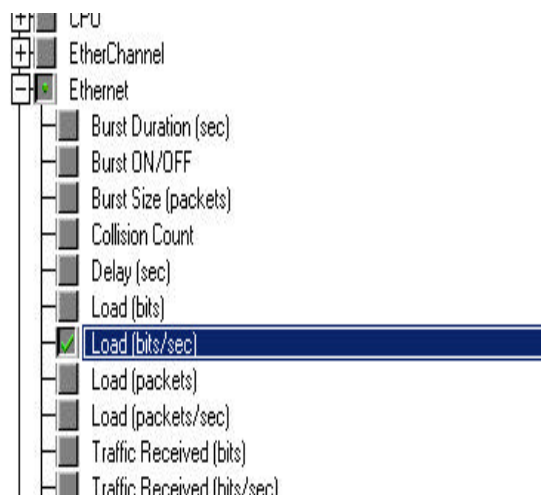 CPU
EtherChannel
Ethernet
Burst Duration (sec)
Burst ON/OFF
Burst Size (packets)
Collision Count
Delay (sec)
Load (bits)
Load (bits/sec)
Load (packets)
Load (packets/sec)
Traffic Received (bits)
Traffic Received (bits/sec)